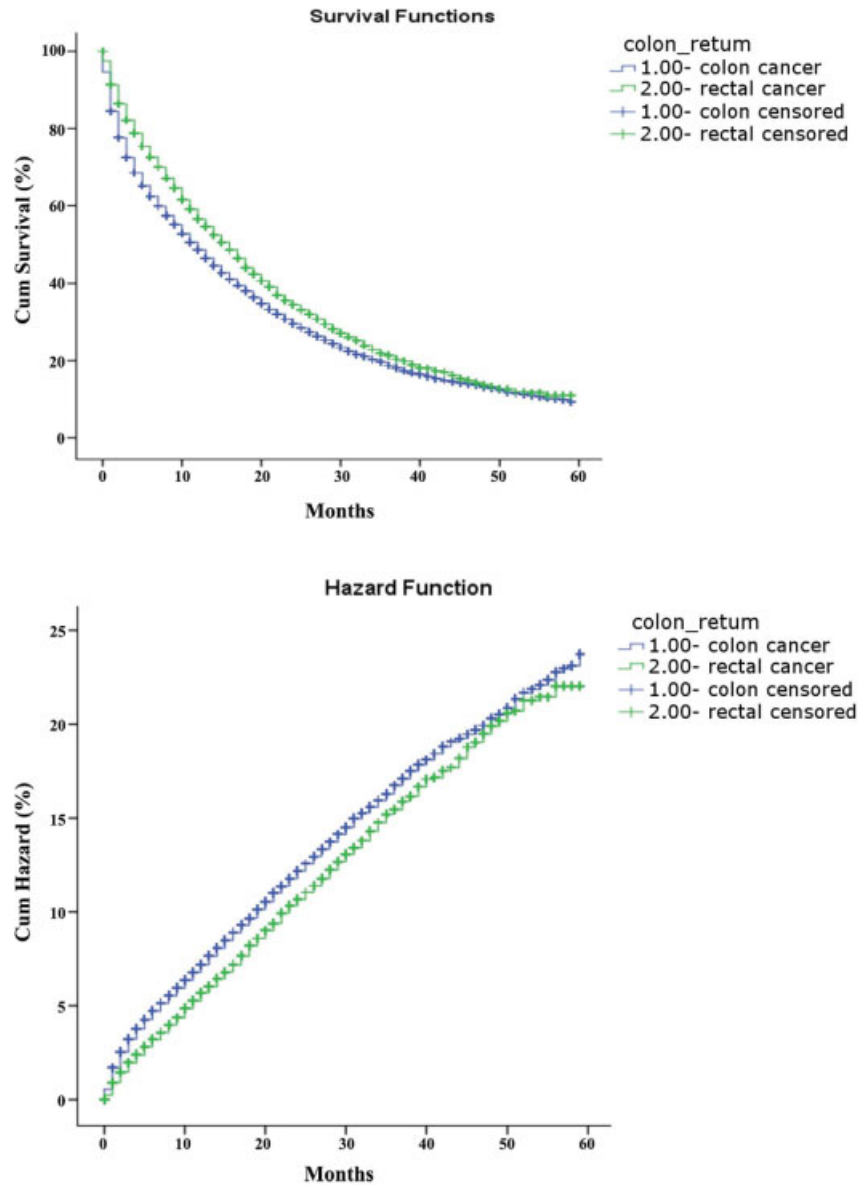 Survival Functions
colon_retum
1.00- colon cancer
2.00- rectal cancer
1.00- colon censored
2.00- rectal censored
Cum Survival (%)
100
80
60
40
20
0
0 10 20 30 40 50 60
Months
Hazard Function
colon_retum
1.00- colon cancer
2.00- rectal cancer
1.00- colon censored
2.00- rectal censored
Cum Hazard (%)
25
20
15
10
5
0
0 10 20 30 40 50 60
Months